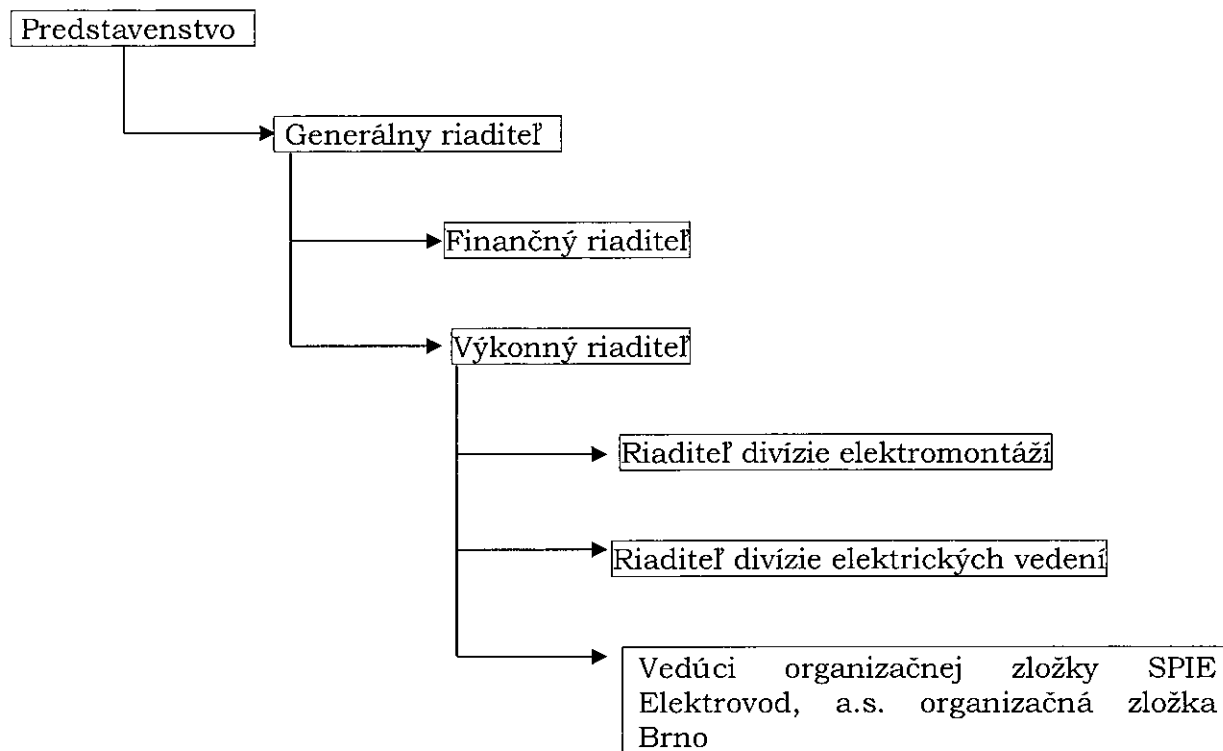 Predstavenstvo
Generálny riaditeľ
Finančný riaditeľ
Výkonný riaditeľ
Riaditeľ divízie elektromontáží
Riaditeľ divízie elektrických vedení
Vedúci organizačnej zložky SPIE
Elektrovod, a.s. organizačná zložka
Brno